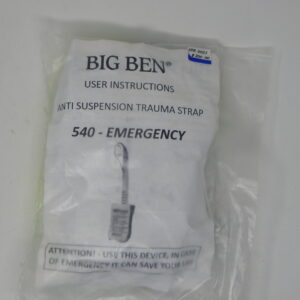 BIG BEN®
USER INSTRUCTIONS
ANTI SUSPENSION TRAUMA STRAP
540 - EMERGENCY
ATTENTION! - USE THIS DEVICE, IN CASE
OF EMERGENCY IT CAN SAVE YOUR